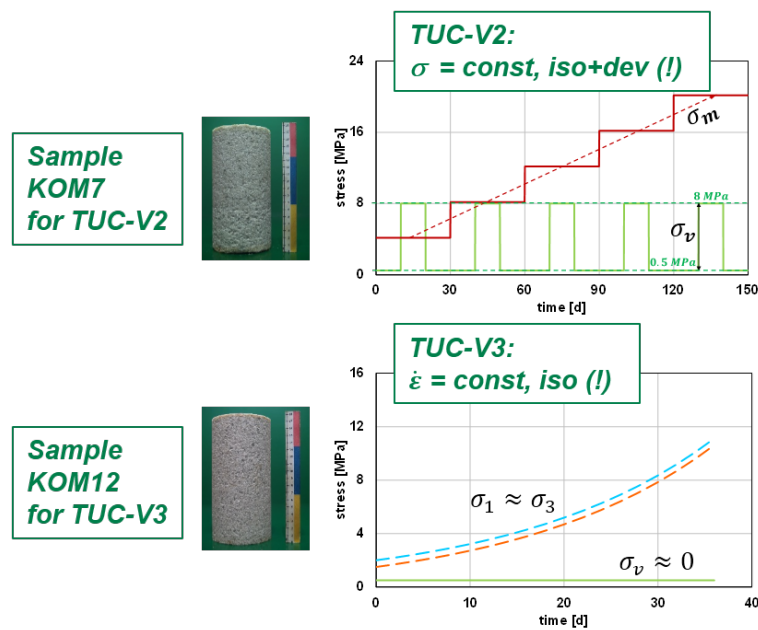 TUC-V2:
σ = const, iso+dev (!)
Sample
KOM7
for TUC-V2
stress [MPa]
24
16
8
0
σₘ
8 MPa
σᵥ
0.5 MPa
0 30 60 90 120 150
time [d]
TUC-V3:
ε̇ = const, iso (!)
Sample
KOM12
for TUC-V3
stress [MPa]
16
12
8
4
0
σ₁ ≈ σ₃
σᵥ ≈ 0
0 10 20 30 40
time [d]